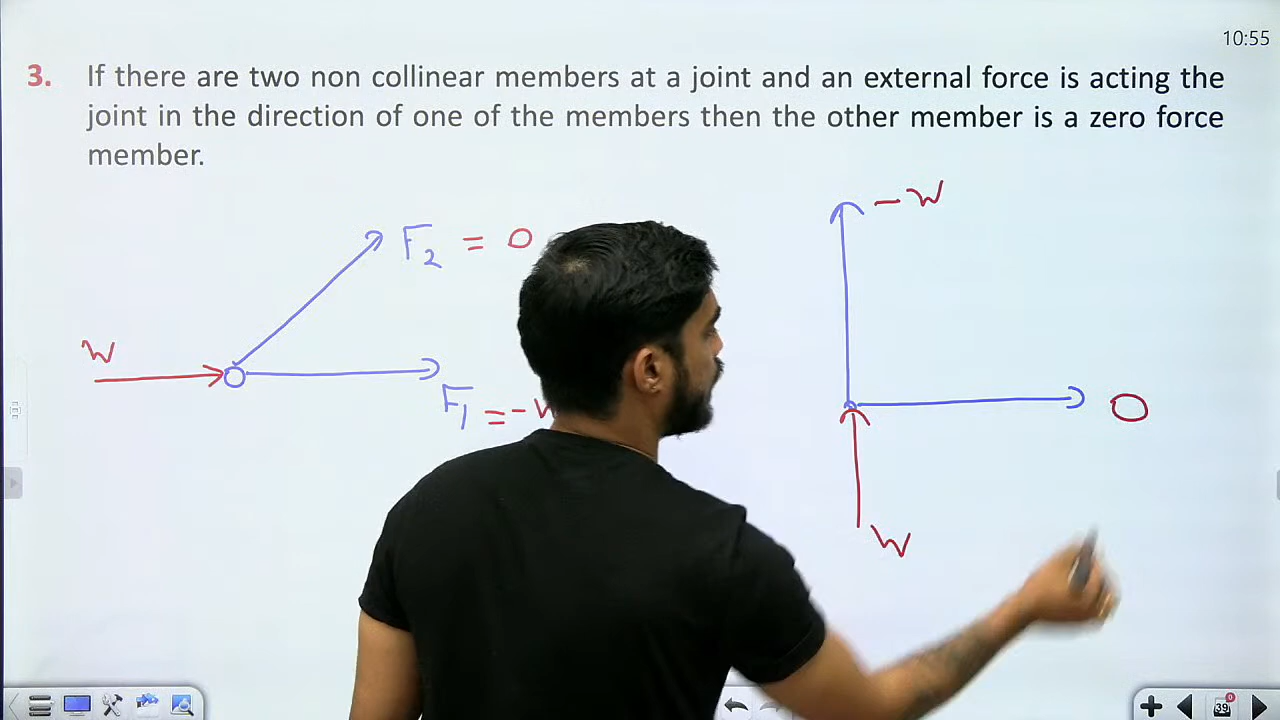 10:55
3. If there are two non collinear members at a joint and an external force is acting the
joint in the direction of one of the members then the other member is a zero force
member.
-W
F2 = 0
W
F1 = -W
0
W
39